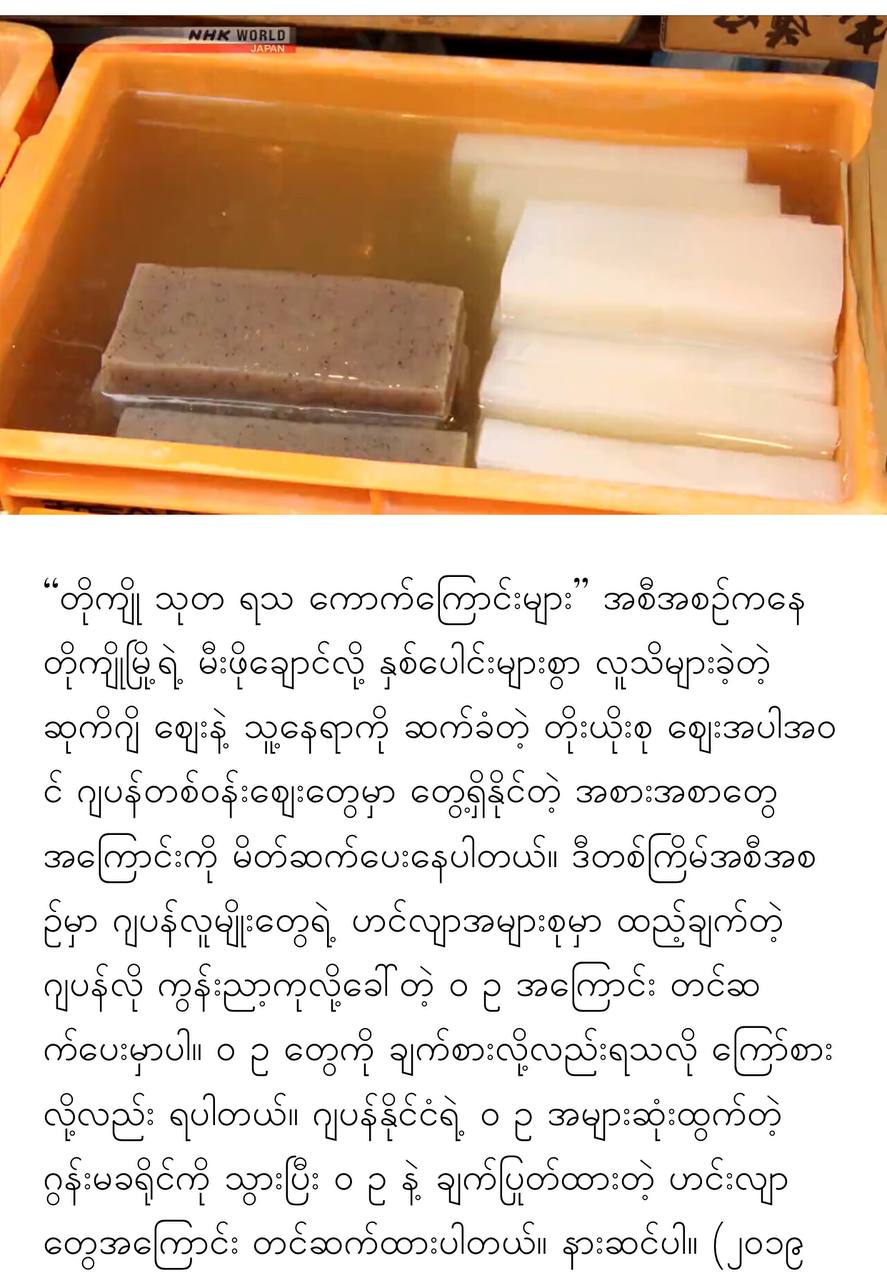 NHK WORLD
JAPAN
“တိုကျို သုတ ရသ ကောက်ကြောင်းများ” အစီအစဉ်ကနေ
တိုကျိုမြို့ရဲ့ မီးဖိုချောင်လို့ နှစ်ပေါင်းများစွာ လူသိများခဲ့တဲ့
ဆုကိဂျိ ဈေးနဲ့ သူ့နေရာကို ဆက်ခံတဲ့ တိုးယိုးစု ဈေးအပါအဝ
င် ဂျပန်တစ်ဝန်းဈေးတွေမှာ တွေ့ရှိနိုင်တဲ့ အစားအစာတွေ
အကြောင်းကို မိတ်ဆက်ပေးနေပါတယ်။ ဒီတစ်ကြိမ်အစီအစ
ဉ်မှာ ဂျပန်လူမျိုးတွေရဲ့ ဟင်လျာအများစုမှာ ထည့်ချက်တဲ့
ဂျပန်လို ကွန်းညာ့ကုလို့ခေါ်တဲ့ ဝ ဥ အကြောင်း တင်ဆ
က်ပေးမှာပါ။ ဝ ဥ တွေကို ချက်စားလို့လည်းရသလို ကြော်စား
လို့လည်း ရပါတယ်။ ဂျပန်နိုင်ငံရဲ့ ဝ ဥ အများဆုံးထွက်တဲ့
ဂွန်းမခရိုင်ကို သွားပြီး ဝ ဥ နဲ့ ချက်ပြုတ်ထားတဲ့ ဟင်းလျာ
တွေအကြောင်း တင်ဆက်ထားပါတယ်။ နားဆင်ပါ။ (၂၀၁၉